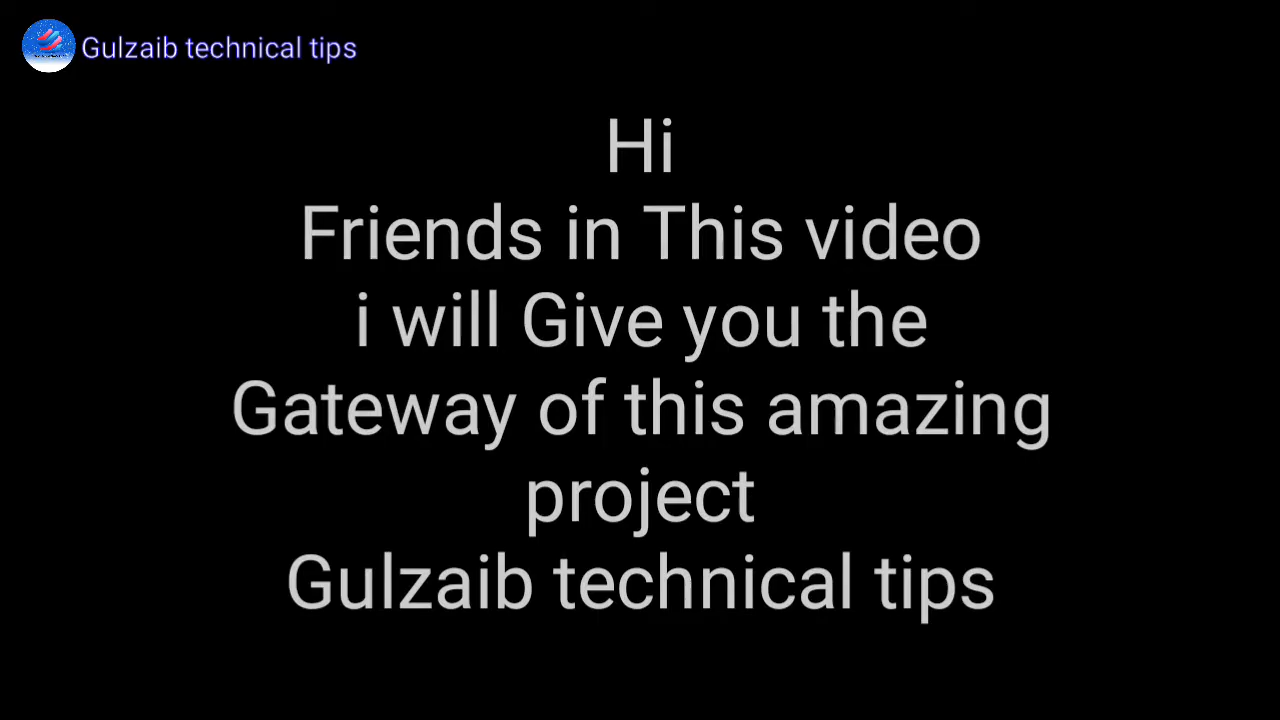 Gulzaib technical tips
Hi
Friends in This video
i will Give you the
Gateway of this amazing
project
Gulzaib technical tips